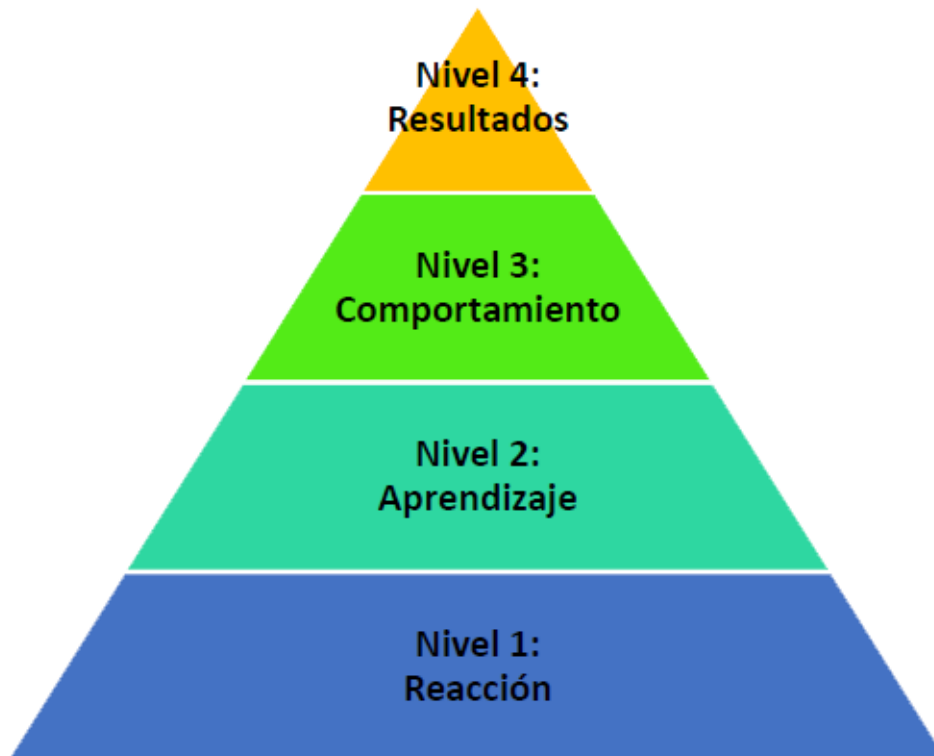 Nivel 4:
Resultados
Nivel 3:
Comportamiento
Nivel 2:
Aprendizaje
Nivel 1:
Reacción